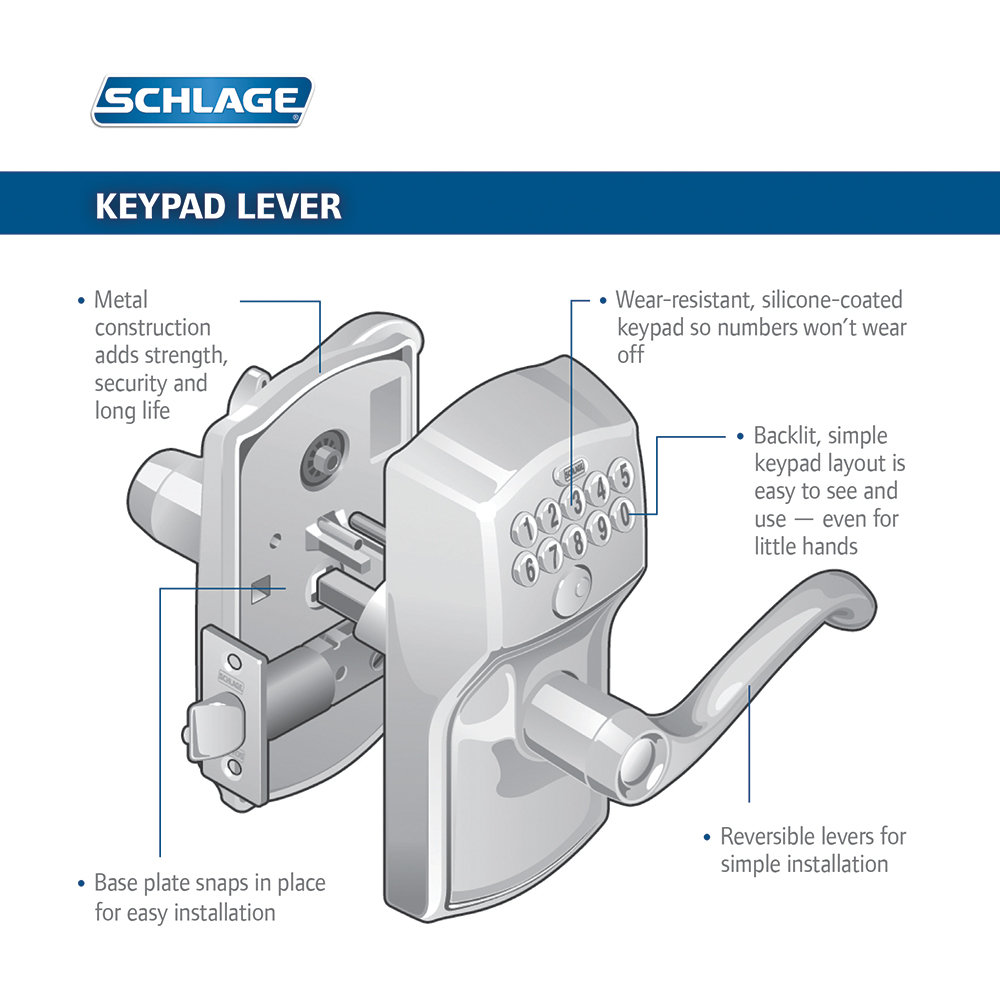 SCHLAGE
KEYPAD LEVER
• Metal
construction
adds strength,
security and
long life
• Wear-resistant, silicone-coated
keypad so numbers won't wear
off
• Backlit, simple
keypad layout is
easy to see and
use — even for
little hands
SCHLAGE
1 2 3 4 5
6 7 8 9 0
SCHLAGE
• Reversible levers for
simple installation
• Base plate snaps in place
for easy installation